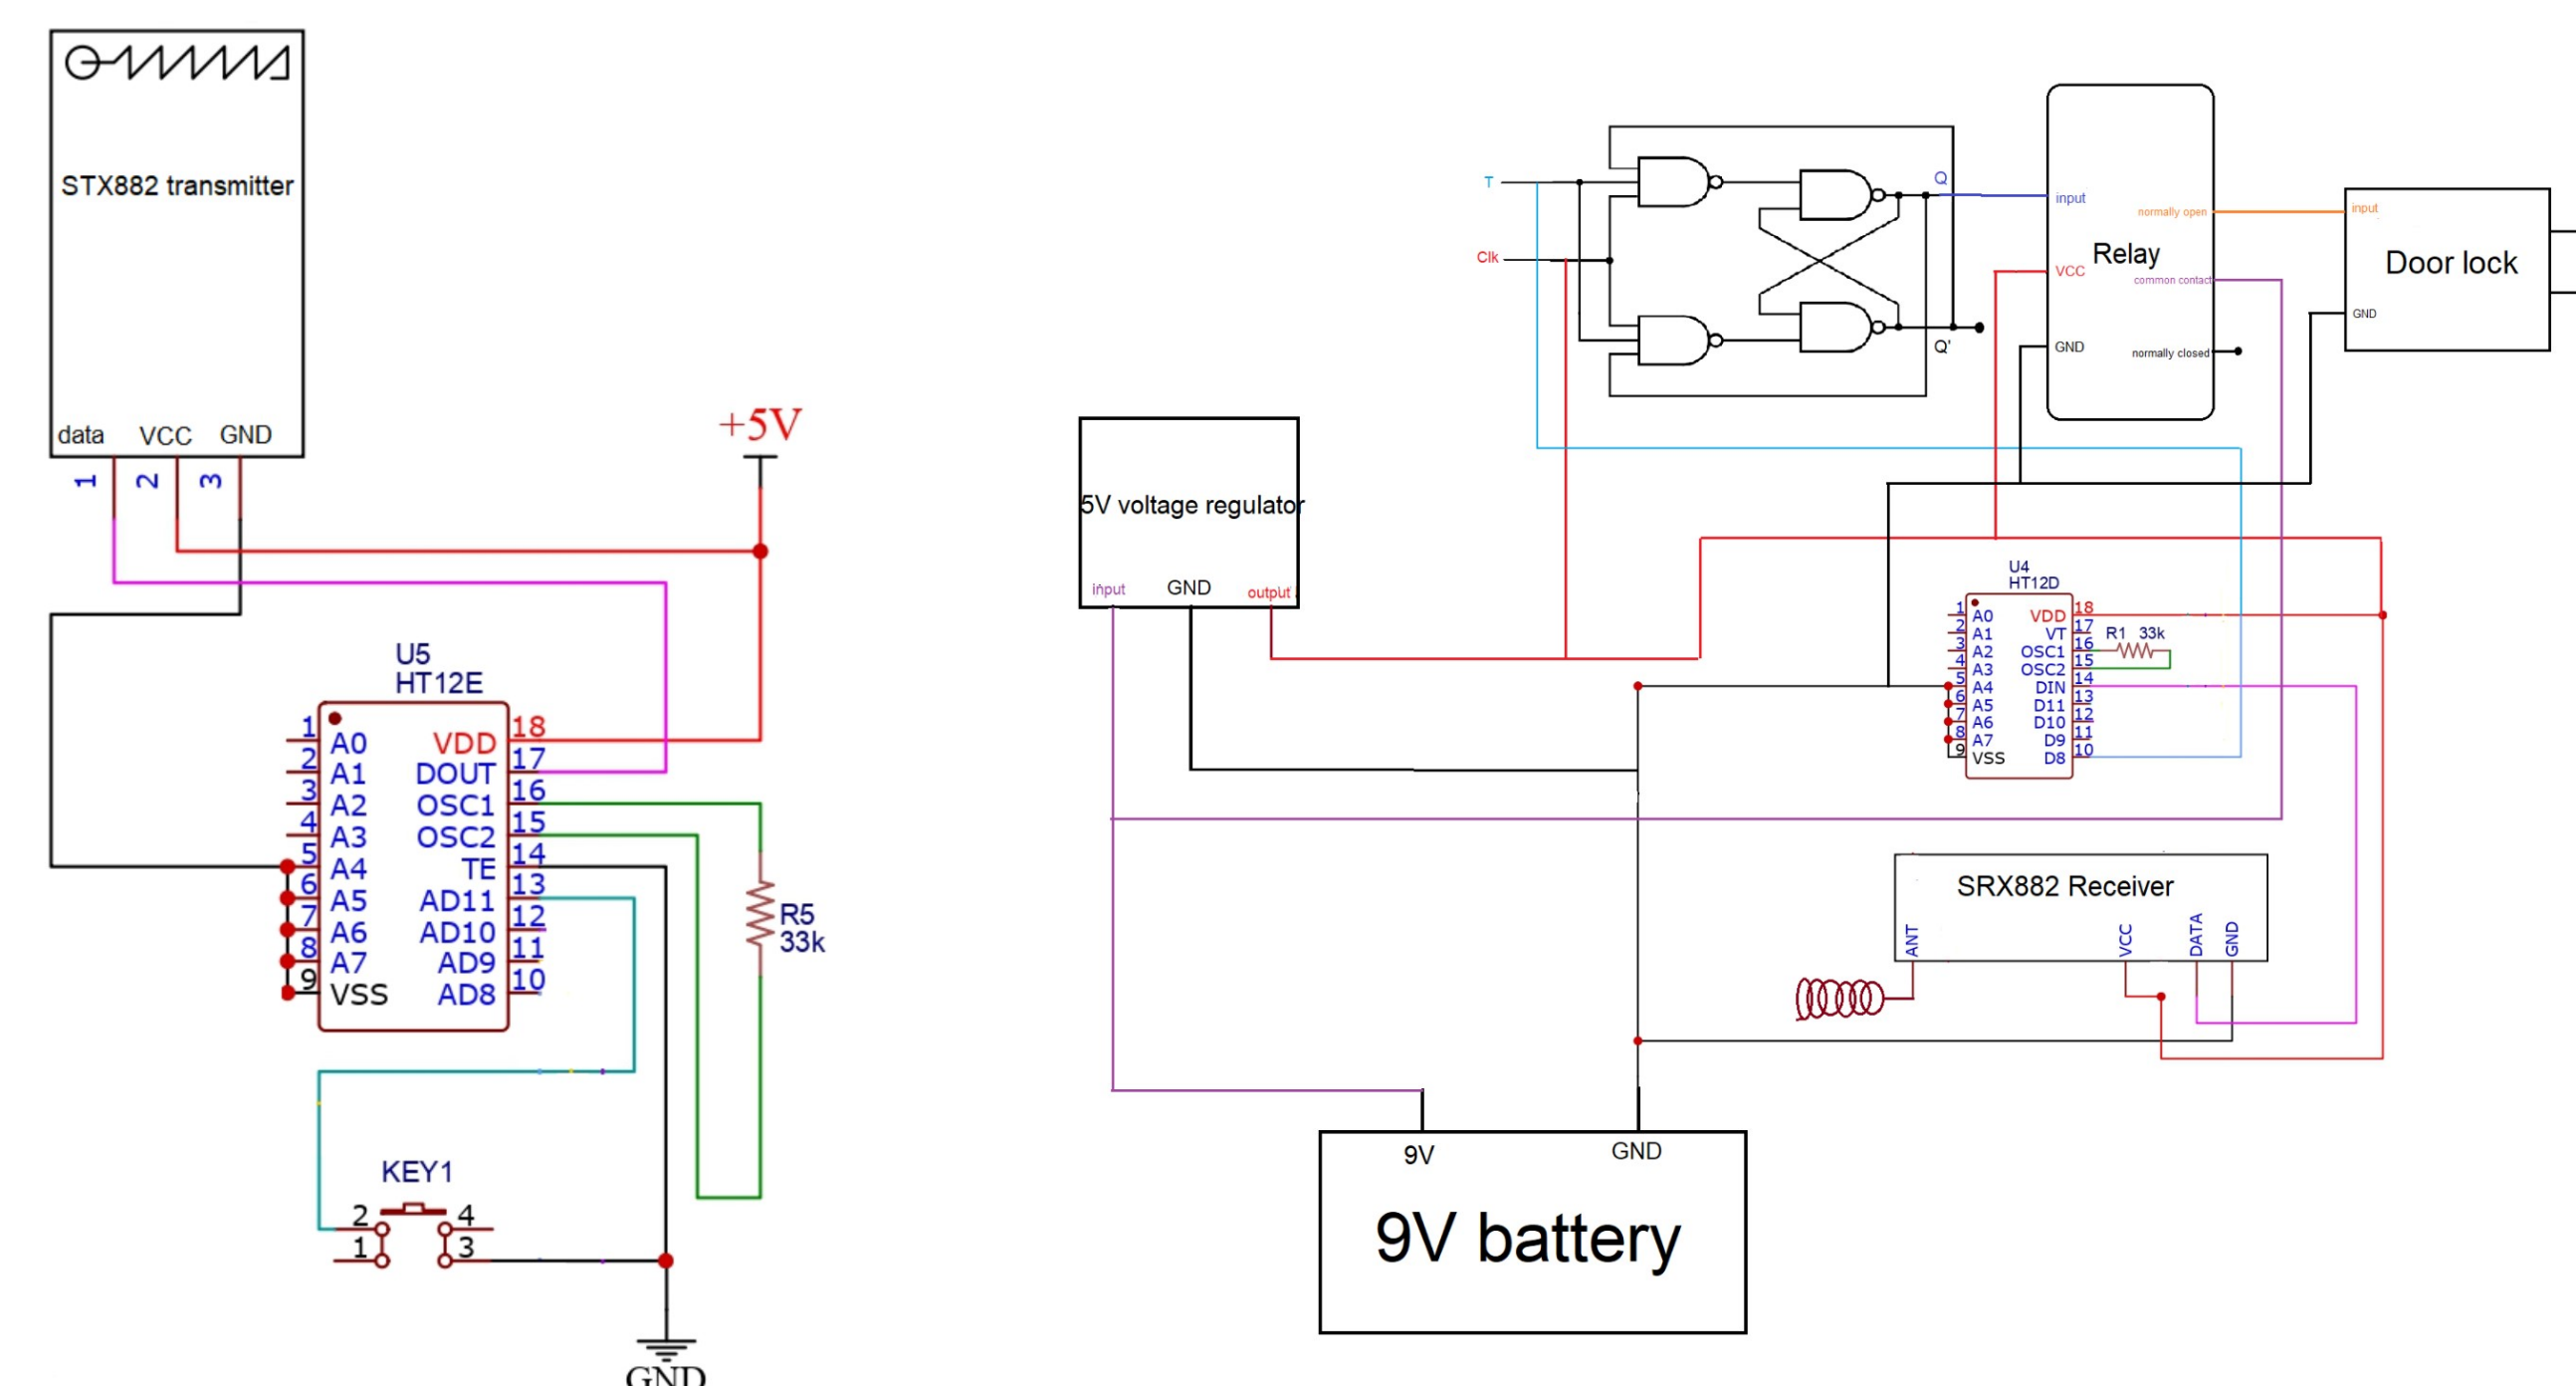 STX882 transmitter
data VCC GND
1 2 3
+5V
U5
HT12E
1 A0 VDD 18
2 A1 DOUT 17
3 A2 OSC1 16
4 A3 OSC2 15
5 A4 TE 14
6 A5 AD11 13
7 A6 AD10 12
8 A7 AD9 11
9 VSS AD8 10
R5
33k
KEY1
2 4
1 3
GND
T
Clk
Q
Q'
input
VCC
GND
Relay
normally open
common contact
normally closed
input
Door lock
GND
5V voltage regulator
input GND output
U4
HT12D
1 A0 VDD 18
2 A1 VT 17
3 A2 OSC1 16
4 A3 OSC2 15
5 A4 DIN 14
6 A5 D11 13
7 A6 D10 12
8 A7 D9 11
9 VSS D8 10
R1 33k
SRX882 Receiver
ANT VCC DATA GND
9V GND
9V battery